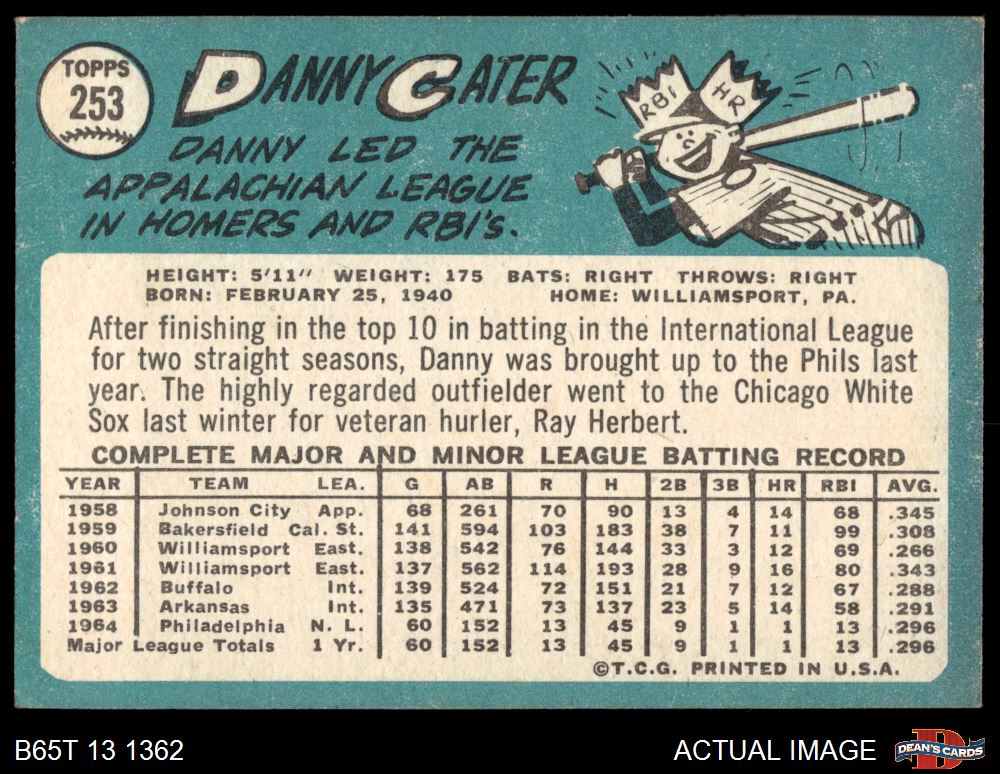 TOPPS
253
DANNY CATER
DANNY LED THE
APPALACHIAN LEAGUE
IN HOMERS AND RBI'S.
RBI HR
HEIGHT: 5'11" WEIGHT: 175 BATS: RIGHT THROWS: RIGHT
BORN: FEBRUARY 25, 1940 HOME: WILLIAMSPORT, PA.
After finishing in the top 10 in batting in the International League
for two straight seasons, Danny was brought up to the Phils last
year. The highly regarded outfielder went to the Chicago White
Sox last winter for veteran hurler, Ray Herbert.
COMPLETE MAJOR AND MINOR LEAGUE BATTING RECORD
YEAR TEAM LEA. G AB R H 2B 3B HR RBI AVG.
1958 Johnson City App. 68 261 70 90 13 4 14 68 .345
1959 Bakersfield Cal. St. 141 594 103 183 38 7 11 99 .308
1960 Williamsport East. 138 542 76 144 33 3 12 69 .266
1961 Williamsport East. 137 562 114 193 28 9 16 80 .343
1962 Buffalo Int. 139 524 72 151 21 7 12 67 .288
1963 Arkansas Int. 135 471 73 137 23 5 14 58 .291
1964 Philadelphia N. L. 60 152 13 45 9 1 1 13 .296
Major League Totals 1 Yr. 60 152 13 45 9 1 1 13 .296
©T.C.G. PRINTED IN U.S.A.
B65T 13 1362 ACTUAL IMAGE DEAN'S CARDS